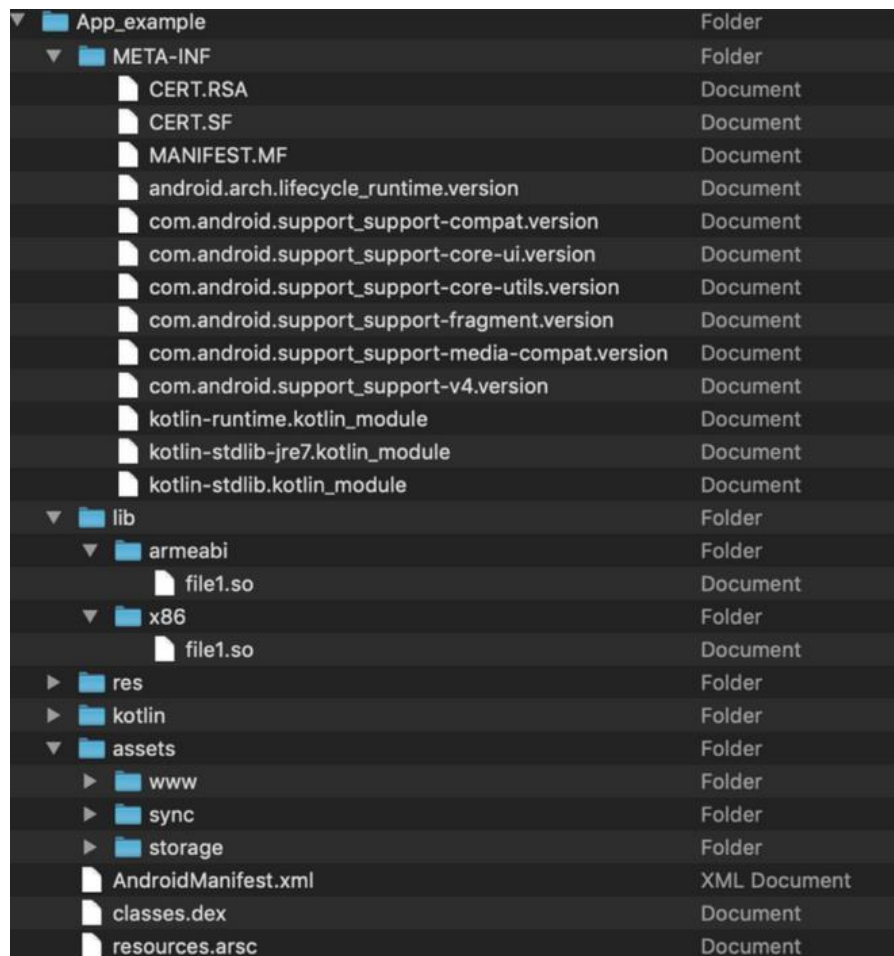 App_example Folder
META-INF Folder
CERT.RSA Document
CERT.SF Document
MANIFEST.MF Document
android.arch.lifecycle_runtime.version Document
com.android.support_support-compat.version Document
com.android.support_support-core-ui.version Document
com.android.support_support-core-utils.version Document
com.android.support_support-fragment.version Document
com.android.support_support-media-compat.version Document
com.android.support_support-v4.version Document
kotlin-runtime.kotlin_module Document
kotlin-stdlib-jre7.kotlin_module Document
kotlin-stdlib.kotlin_module Document
lib Folder
armeabi Folder
file1.so Document
x86 Folder
file1.so Document
res Folder
kotlin Folder
assets Folder
www Folder
sync Folder
storage Folder
AndroidManifest.xml XML Document
classes.dex Document
resources.arsc Document